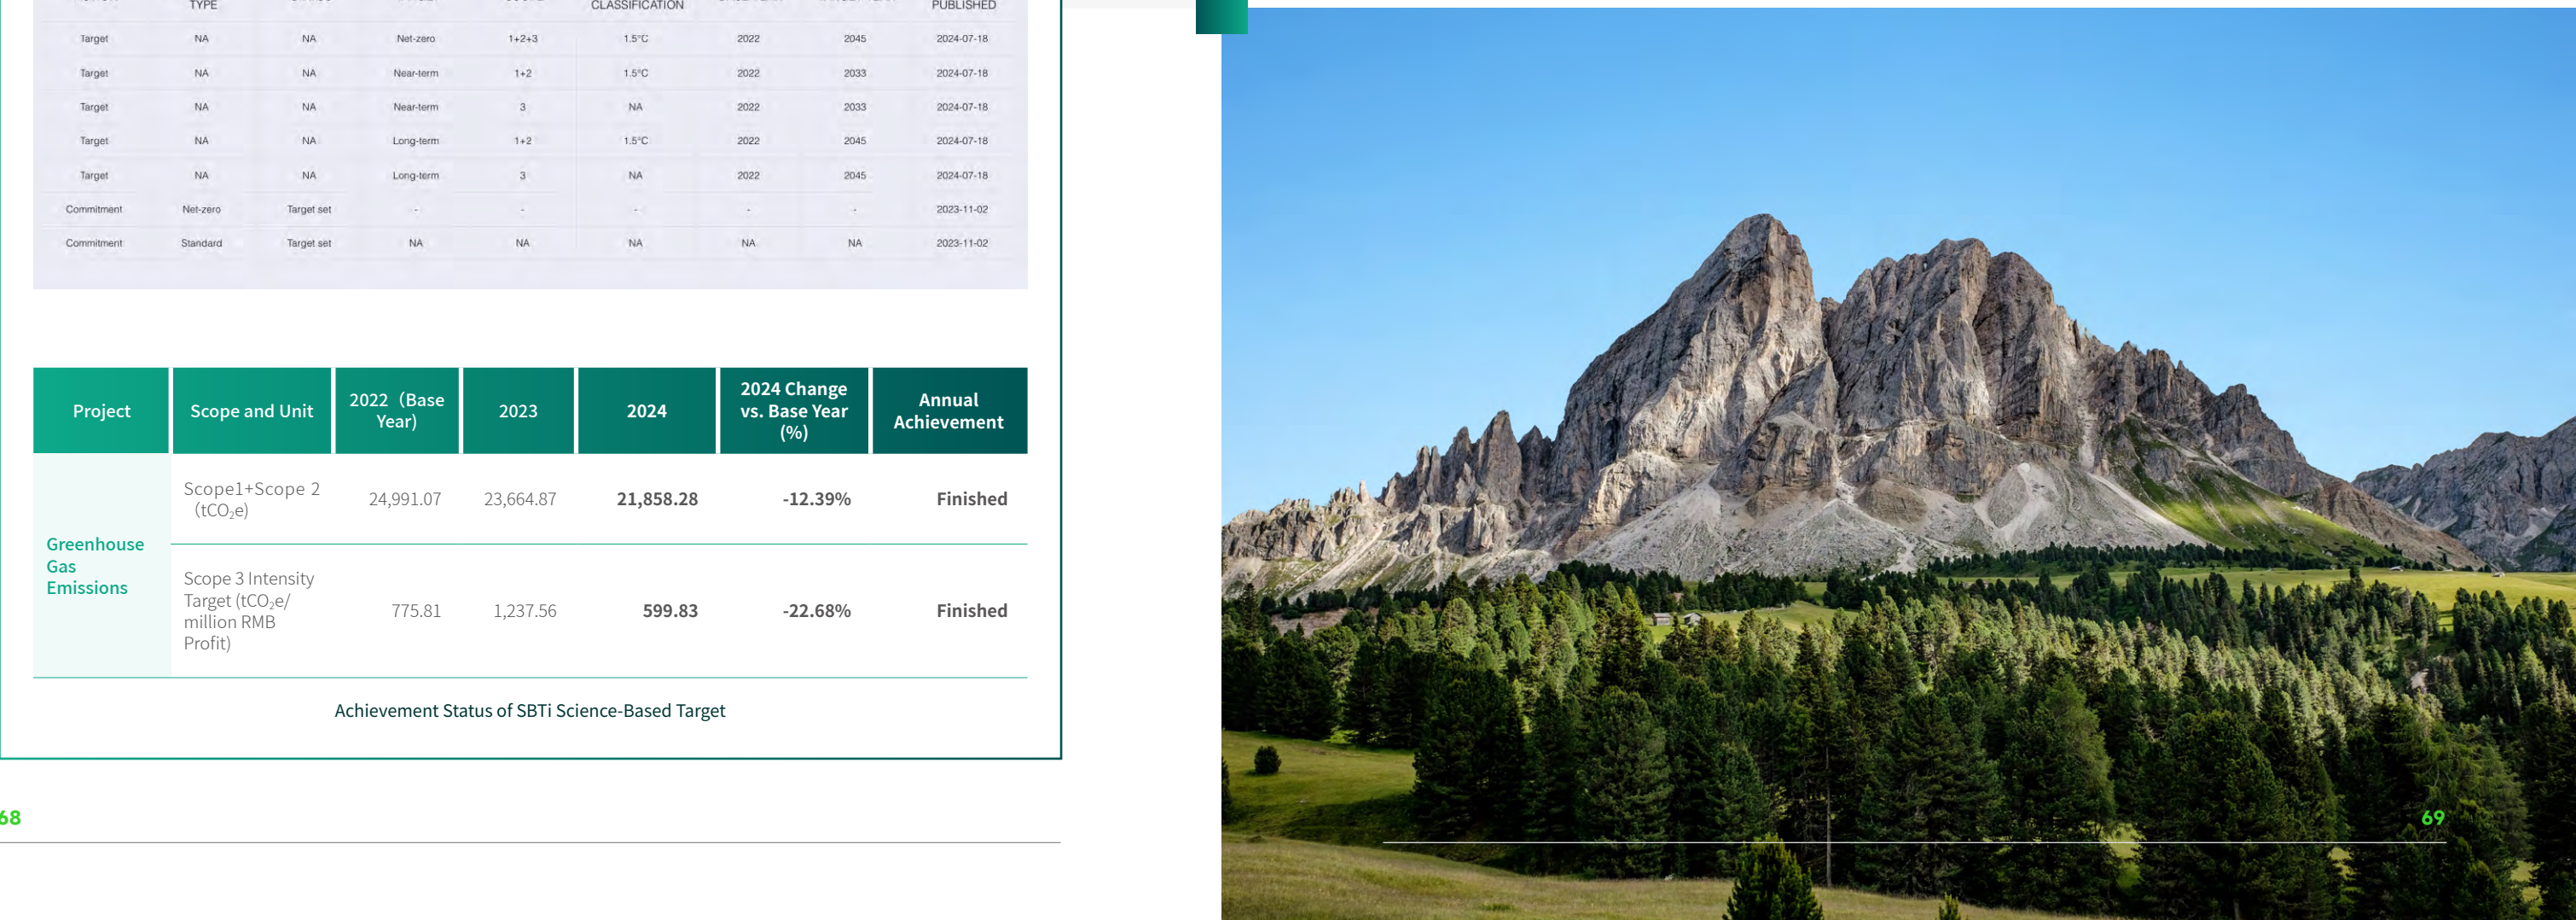 TYPE
CLASSIFICATION
PUBLISHED
Target NA NA Net-zero 1+2+3 1.5°C 2022 2045 2024-07-18
Target NA NA Near-term 1+2 1.5°C 2022 2033 2024-07-18
Target NA NA Near-term 3 NA 2022 2033 2024-07-18
Target NA NA Long-term 1+2 1.5°C 2022 2045 2024-07-18
Target NA NA Long-term 3 NA 2022 2045 2024-07-18
Commitment Net-zero Target set - - - - - 2023-11-02
Commitment Standard Target set NA NA NA NA NA 2023-11-02
Project
Scope and Unit
2022（Base
Year)
2023
2024
2024 Change
vs. Base Year
(%)
Annual
Achievement
Greenhouse
Gas
Emissions
Scope1+Scope 2
（tCO₂e)
24,991.07 23,664.87 21,858.28 -12.39% Finished
Scope 3 Intensity
Target (tCO₂e/
million RMB
Profit)
775.81 1,237.56 599.83 -22.68% Finished
Achievement Status of SBTi Science-Based Target
68
69